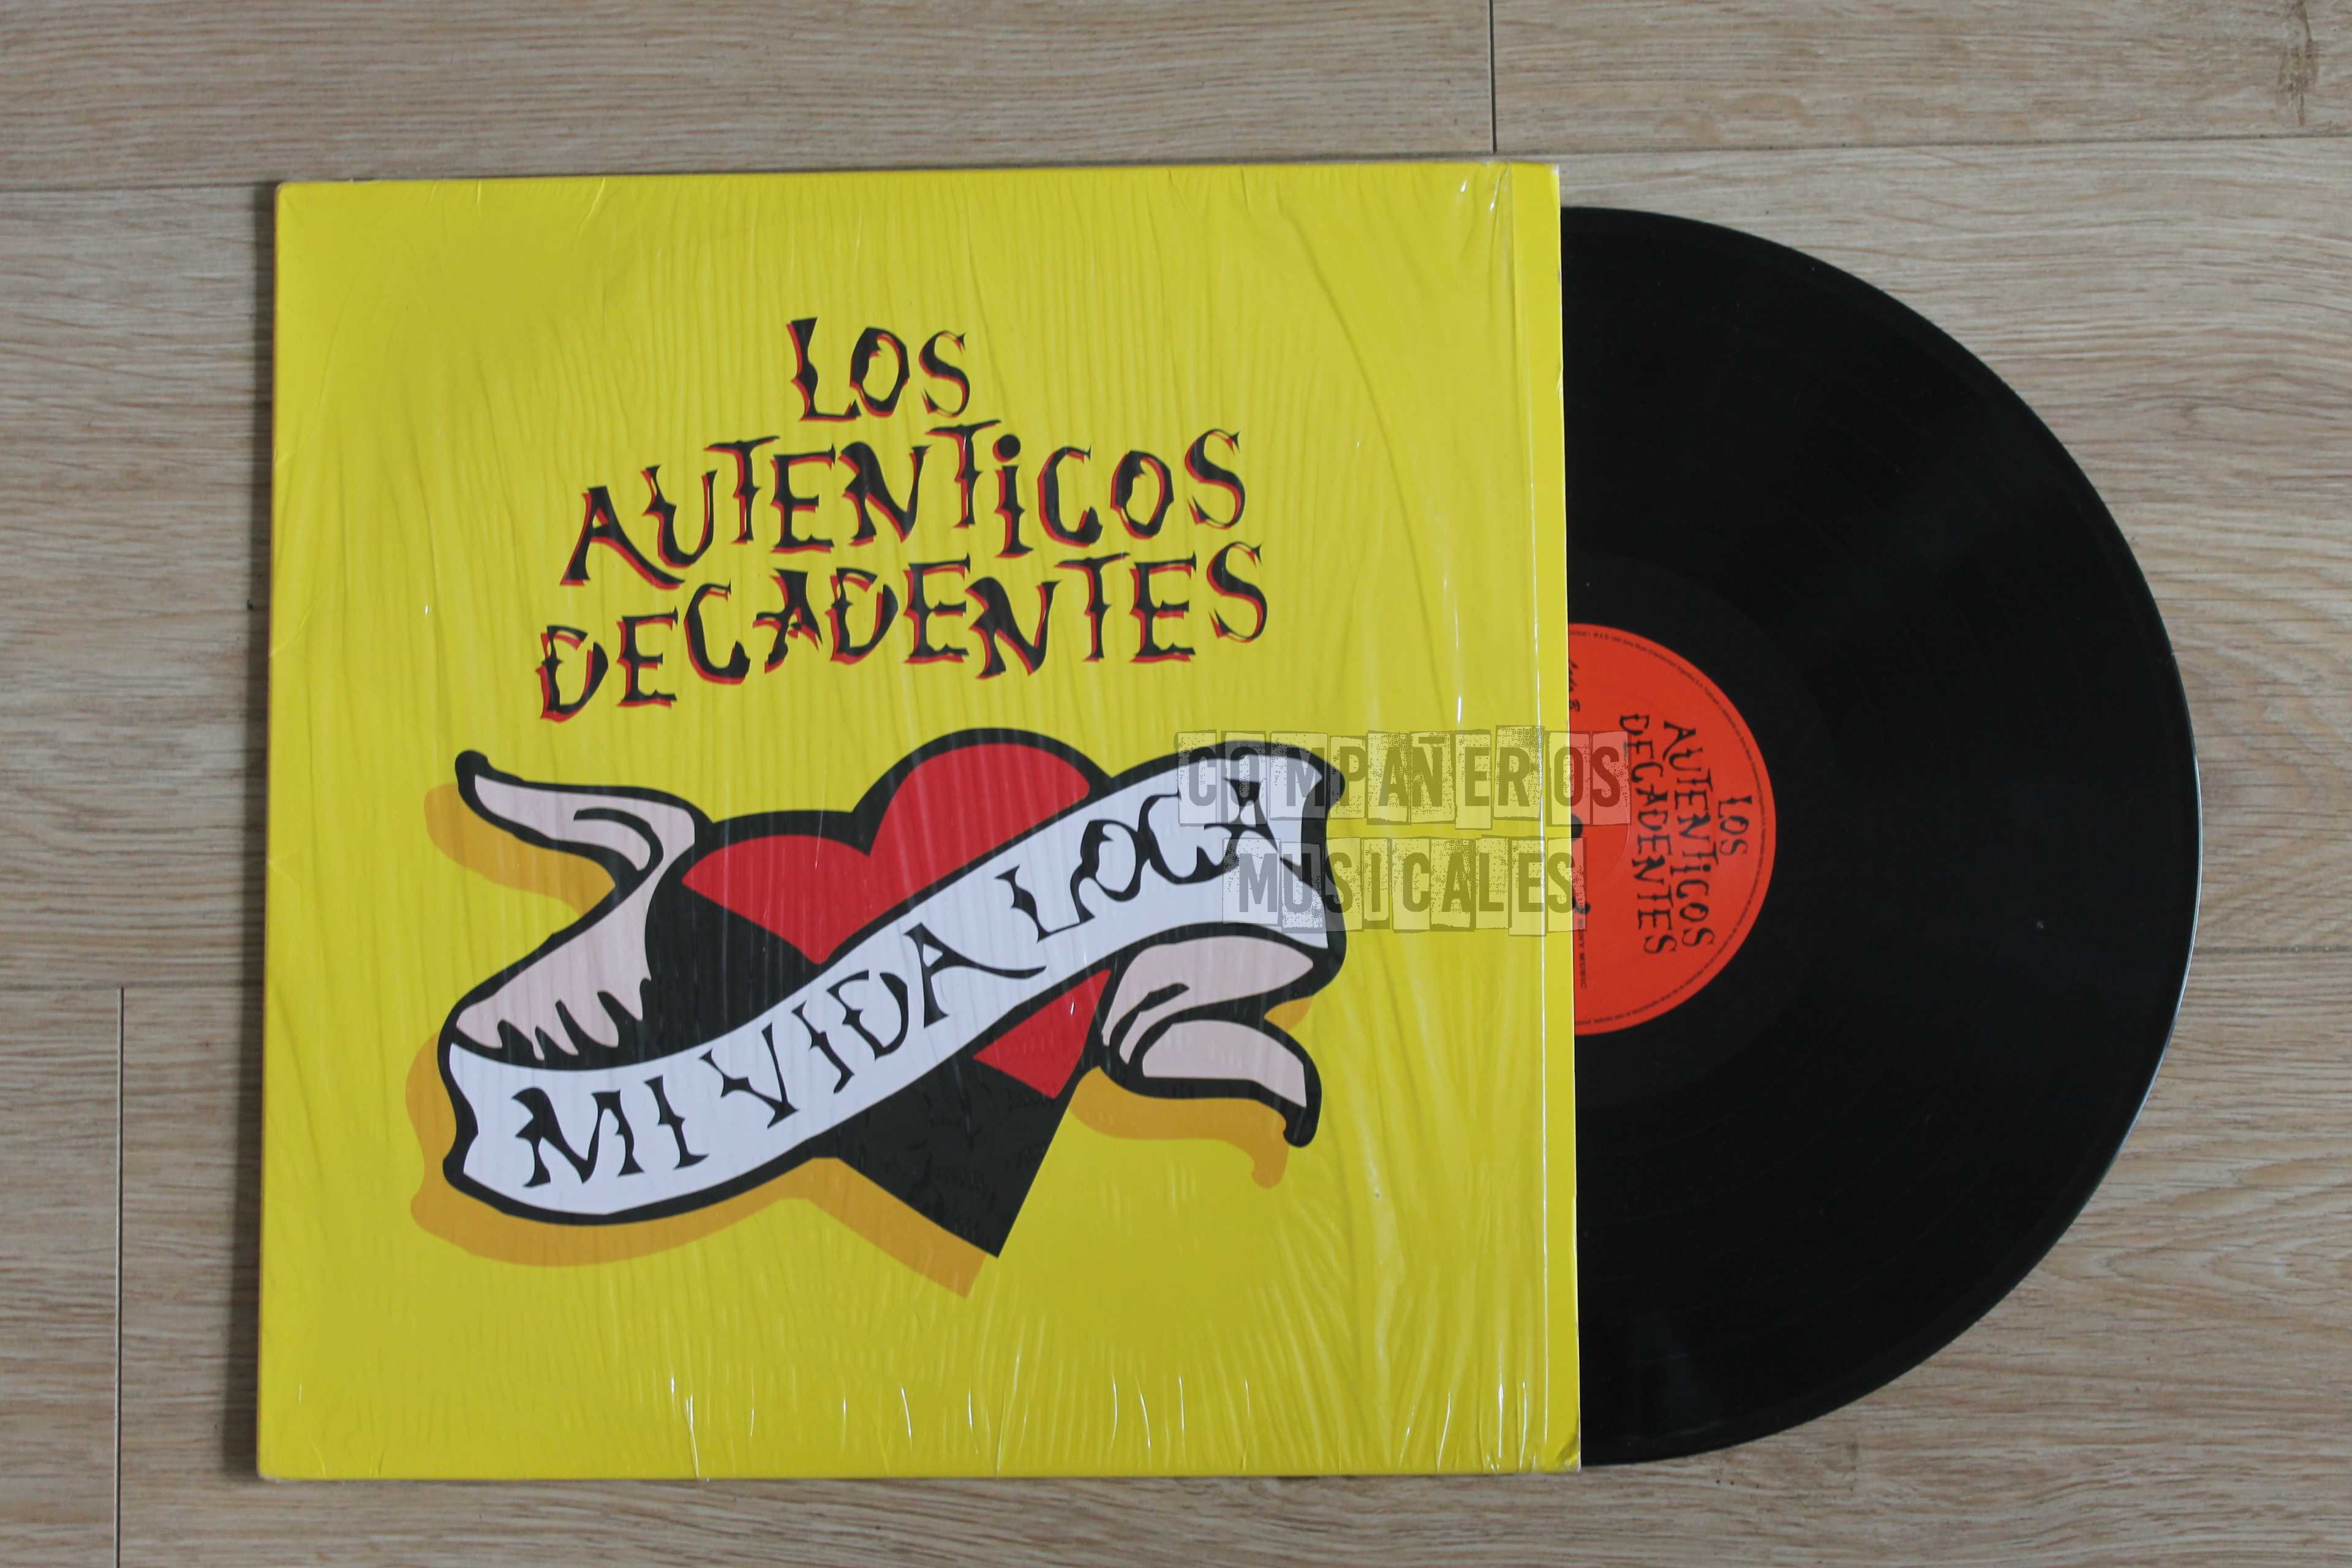 LOS
AUTENTiCOS
DECADENTES
MI VIDA LOCA
COMPAÑEROS
MUSICALES
LOS
AUTENTiCOS
DECADENTES